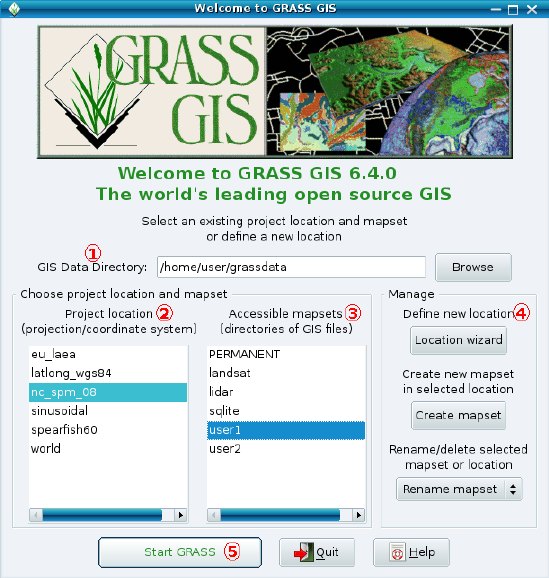 Welcome to GRASS GIS
GRASS
GIS
Welcome to GRASS GIS 6.4.0
The world's leading open source GIS
Select an existing project location and mapset
or define a new location
①
GIS Data Directory: /home/user/grassdata Browse
Choose project location and mapset
Project location ②
(projection/coordinate system)
eu_laea
latlong_wgs84
nc_spm_08
sinusoidal
spearfish60
world
Accessible mapsets ③
(directories of GIS files)
PERMANENT
landsat
lidar
sqlite
user1
user2
Manage
Define new location ④
Location wizard
Create new mapset
in selected location
Create mapset
Rename/delete selected
mapset or location
Rename mapset
Start GRASS ⑤
Quit
Help